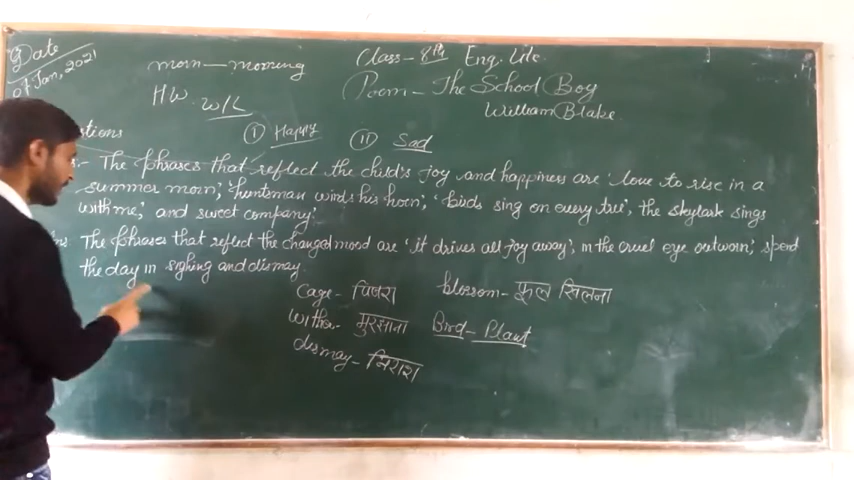 Date
07 Jan, 2021
morn — morning
Class - 8th Eng. Lite.
H.W. W/L
Poem - The School Boy
William Blake.
stions
(i) Happy (ii) Sad
s. - The phrases that reflect the child's joy and happiness are 'love to rise in a
summer morn', 'huntsman winds his horn', 'birds sing on every tree', the skylark sings
with me,' and sweet company'.
ns. The phrases that reflect the changed mood are 'it drives all joy away', in the cruel eye outworn', spend
the day in sighing and dismay.
Cage - पिंजरा blossom - फूल खिलना
wither - मुरझाना Bird - Plant
dismay - निराशा